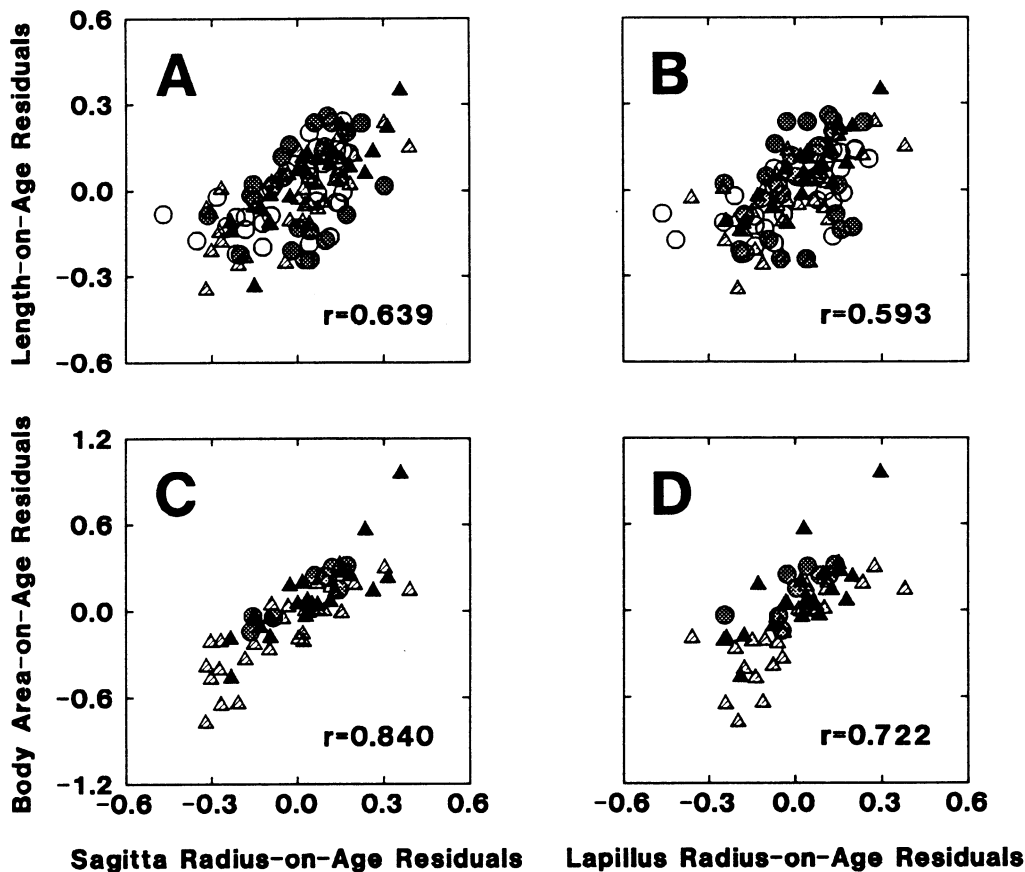 A
B
Length-on-Age Residuals
0.6
0.3
0.0
-0.3
-0.6
r=0.639
r=0.593
C
D
Body Area-on-Age Residuals
1.2
0.6
0.0
-0.6
-1.2
r=0.840
r=0.722
-0.6 -0.3 0.0 0.3 0.6
-0.6 -0.3 0.0 0.3 0.6
Sagitta Radius-on-Age Residuals
Lapillus Radius-on-Age Residuals